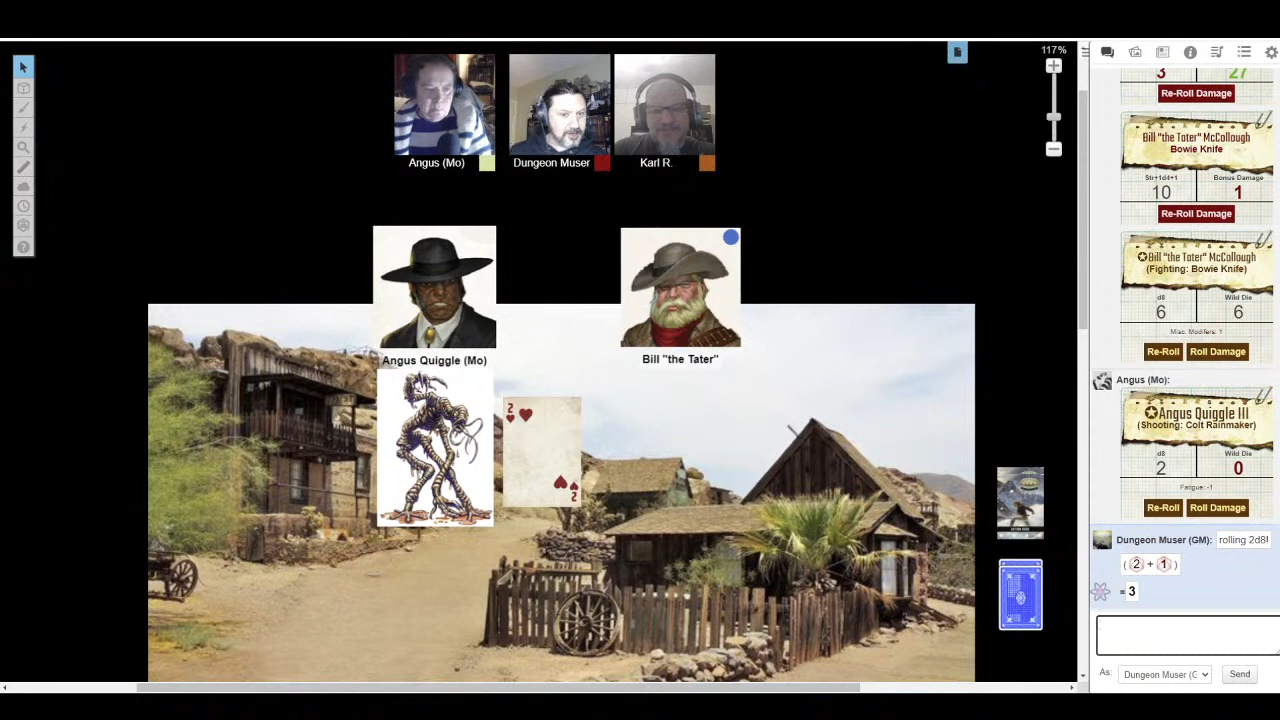 117%
Angus (Mo)
Dungeon Muser
Karl R.
Angus Quiggle (Mo)
Bill "the Tater"
2
2
3
27
Re-Roll Damage
Bill "the Tater" McCollough
Bowie Knife
Str+1d4+1
Bonus Damage
10
1
Re-Roll Damage
Bill "the Tater" McCollough
(Fighting: Bowie Knife)
d8
Wild Die
6
6
Misc. Modifers: 1
Re-Roll
Roll Damage
Angus (Mo):
Angus Quiggle III
(Shooting: Colt Rainmaker)
d8
Wild Die
2
0
Fatigue: -1
Re-Roll
Roll Damage
Dungeon Muser (GM):
rolling 2d8!
(2+1)
=3
As:
Dungeon Muser (G
Send